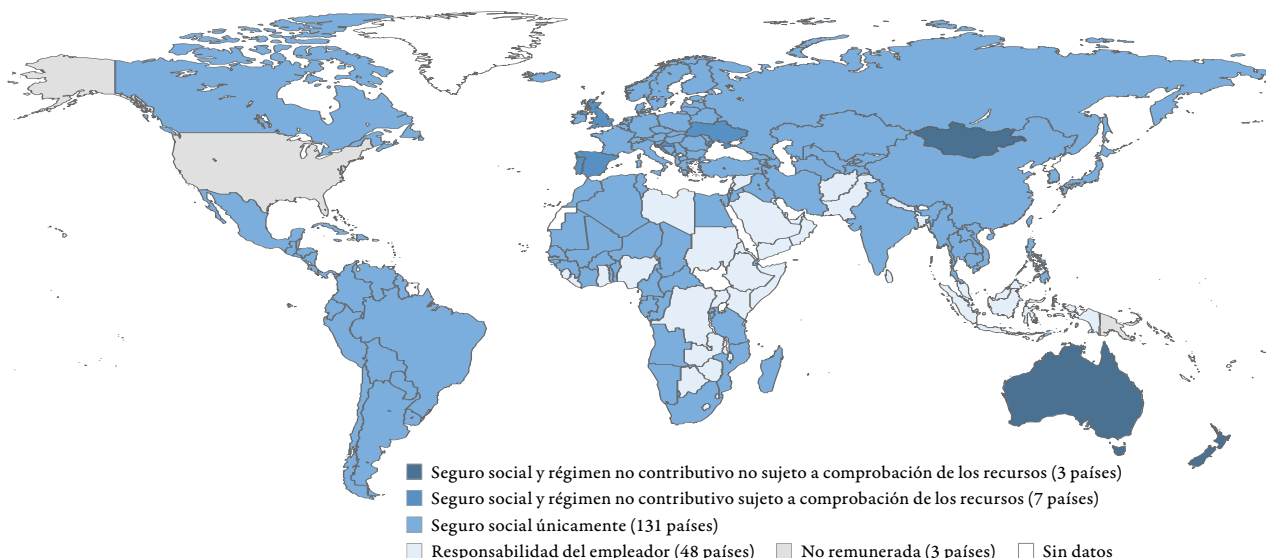 Seguro social y régimen no contributivo no sujeto a comprobación de los recursos (3 países)
Seguro social y régimen no contributivo sujeto a comprobación de los recursos (7 países)
Seguro social únicamente (131 países)
Responsabilidad del empleador (48 países) No remunerada (3 países) Sin datos